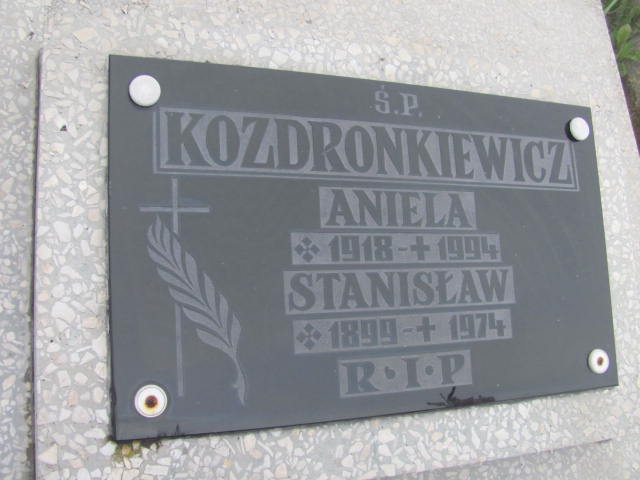 Ś.P.
KOZDRONKIEWICZ
ANIELA
1918-+ 1994
STANISŁAW
1899-+ 1974
R·I·P